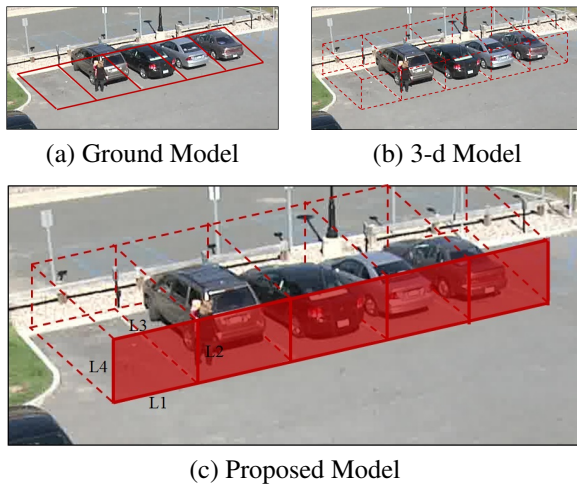 (a) Ground Model
(b) 3-d Model
L3
L2
L4
L1
(c) Proposed Model